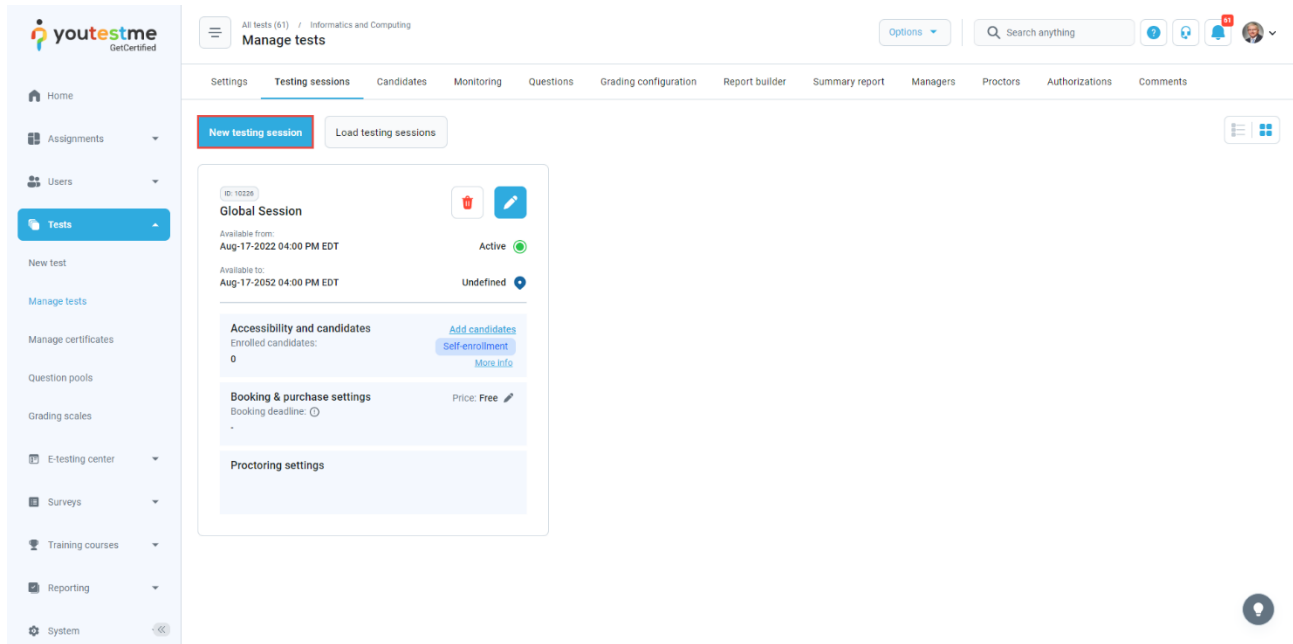 youtestme
GetCertified
All tests (61) / Informatics and Computing
Manage tests
Options
Search anything
?
61
Home
Assignments
Users
Tests
New test
Manage tests
Manage certificates
Question pools
Grading scales
E-testing center
Surveys
Training courses
Reporting
System
Settings
Testing sessions
Candidates
Monitoring
Questions
Grading configuration
Report builder
Summary report
Managers
Proctors
Authorizations
Comments
New testing session
Load testing sessions
ID: 10226
Global Session
Available from:
Aug-17-2022 04:00 PM EDT
Active
Available to:
Aug-17-2052 04:00 PM EDT
Undefined
Accessibility and candidates
Add candidates
Enrolled candidates:
Self-enrollment
0
More info
Booking & purchase settings
Price: Free
Booking deadline:
-
Proctoring settings